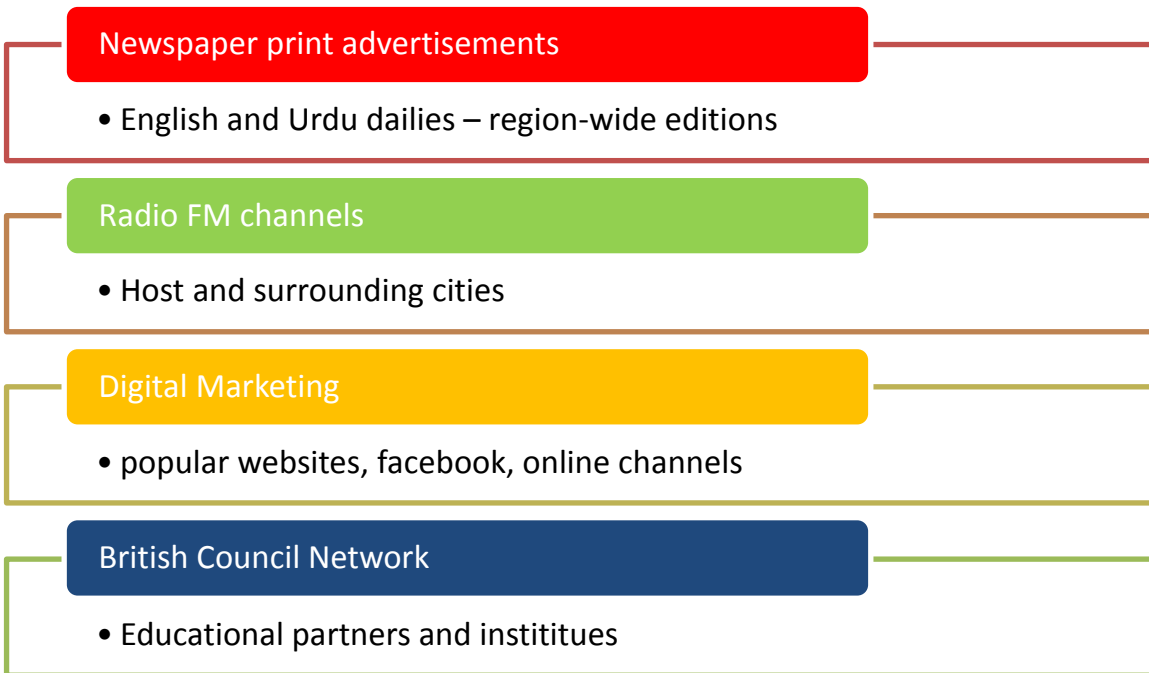 Newspaper print advertisements
• English and Urdu dailies – region-wide editions
Radio FM channels
• Host and surrounding cities
Digital Marketing
• popular websites, facebook, online channels
British Council Network
• Educational partners and instititues